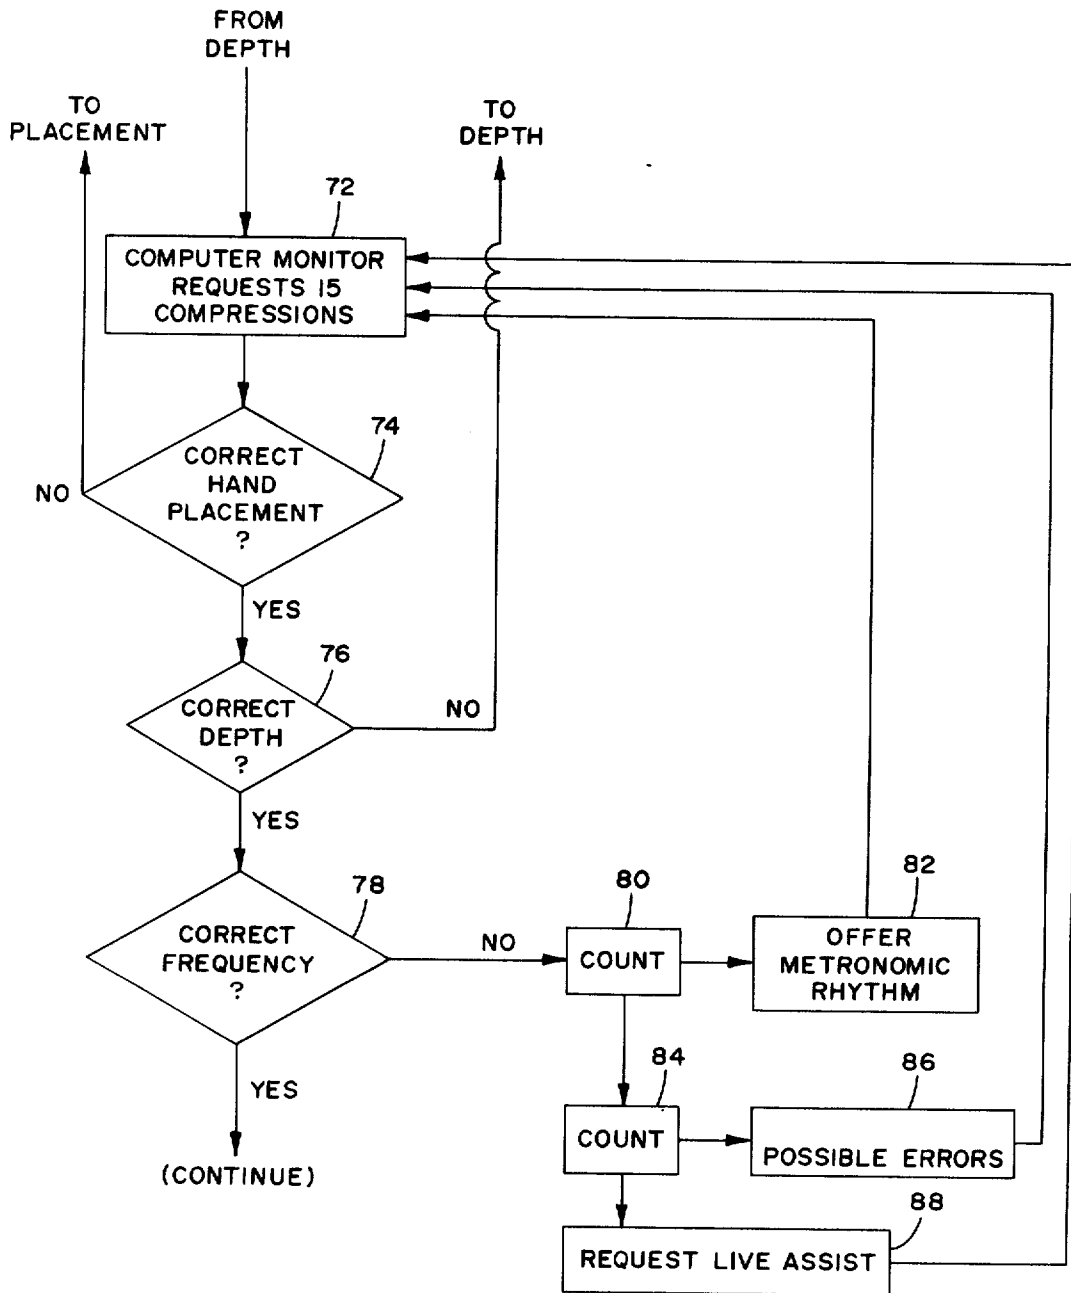 FROM
DEPTH
TO
PLACEMENT
TO
DEPTH
72
COMPUTER MONITOR
REQUESTS 15
COMPRESSIONS
74
CORRECT
HAND
PLACEMENT
?
NO
YES
76
CORRECT
DEPTH
?
NO
YES
78
CORRECT
FREQUENCY
?
NO
80
COUNT
82
OFFER
METRONOMIC
RHYTHM
YES
(CONTINUE)
84
COUNT
86
POSSIBLE ERRORS
88
REQUEST LIVE ASSIST